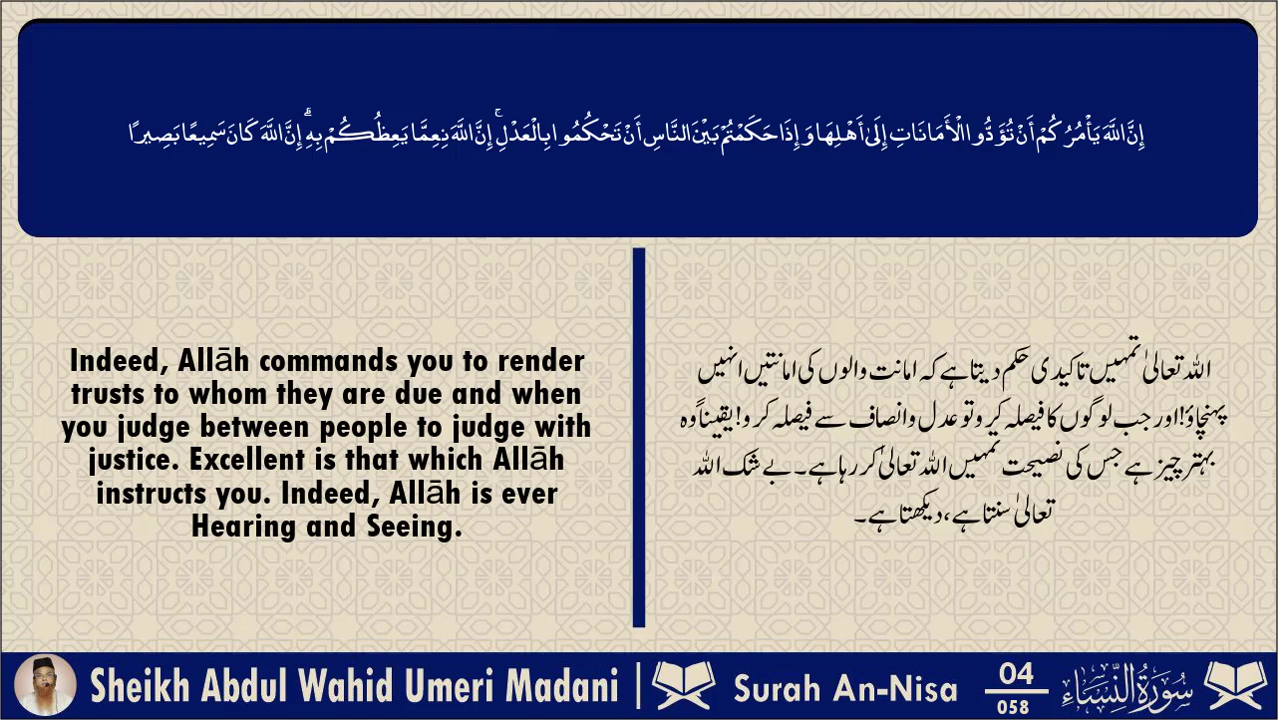 إِنَّ اللَّهَ يَأْمُرُكُمْ أَنْ تُؤَدُّوا الْأَمَانَاتِ إِلَىٰ أَهْلِهَا وَإِذَا حَكَمْتُمْ بَيْنَ النَّاسِ أَنْ تَحْكُمُوا بِالْعَدْلِ ۚ إِنَّ اللَّهَ نِعِمَّا يَعِظُكُمْ بِهِ ۗ إِنَّ اللَّهَ كَانَ سَمِيعًا بَصِيرًا
Indeed, Allāh commands you to render
trusts to whom they are due and when
you judge between people to judge with
justice. Excellent is that which Allāh
instructs you. Indeed, Allāh is ever
Hearing and Seeing.
اللہ تعالیٰ تمہیں تاکیدی حکم دیتا ہے کہ امانت والوں کی امانتیں انہیں
پہنچاؤ! اور جب لوگوں کا فیصلہ کرو تو عدل وانصاف سے فیصلہ کرو! یقیناً وہ
بہتر چیز ہے جس کی نصیحت تمہیں اللہ تعالیٰ کر رہا ہے۔ بے شک اللہ
تعالیٰ سنتا ہے، دیکھتا ہے۔
Sheikh Abdul Wahid Umeri Madani |
Surah An-Nisa
04
058
سُورَةُ النِّسَاء